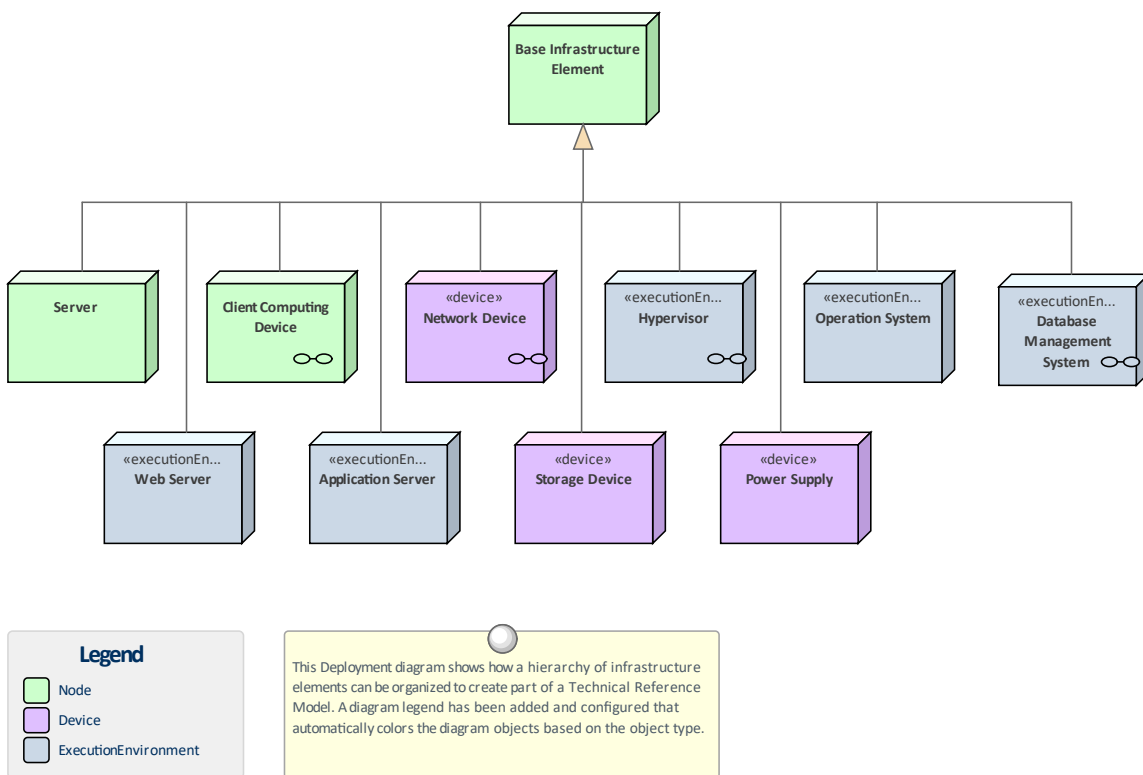 Base Infrastructure
Element
Server
Client Computing
Device
«device»
Network Device
«executionEn...
Hypervisor
«executionEn...
Operation System
«executionEn...
Database
Management
System
«executionEn...
Web Server
«executionEn...
Application Server
«device»
Storage Device
«device»
Power Supply
Legend
Node
Device
ExecutionEnvironment
This Deployment diagram shows how a hierarchy of infrastructure
elements can be organized to create part of a Technical Reference
Model. A diagram legend has been added and configured that
automatically colors the diagram objects based on the object type.